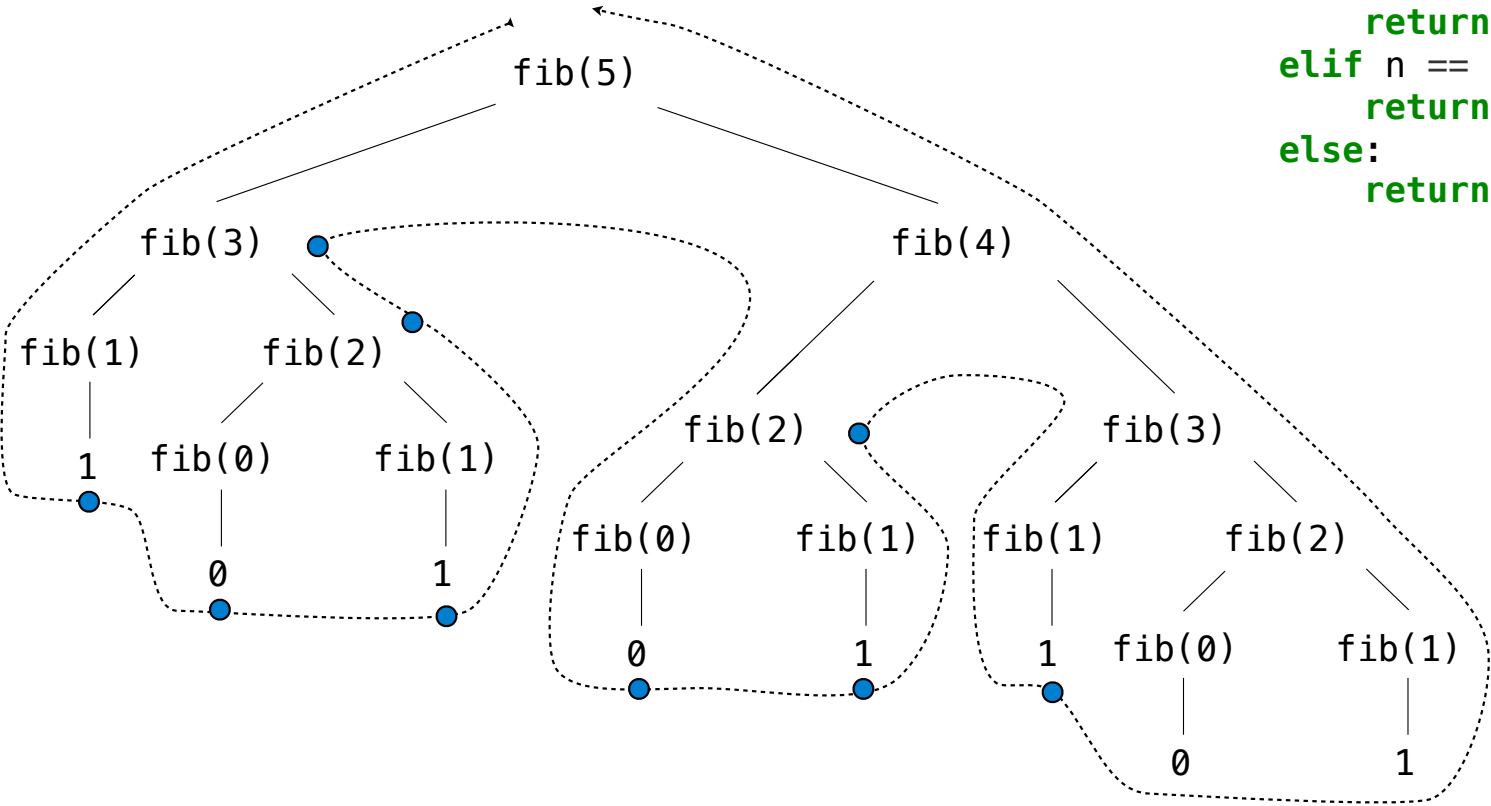 return
fib(5)
elif n ==
return
else:
return
fib(3)
fib(4)
fib(1)
fib(2)
fib(2)
fib(3)
1
fib(0)
fib(1)
fib(0)
fib(1)
fib(1)
fib(2)
0
1
0
1
1
fib(0)
fib(1)
0
1